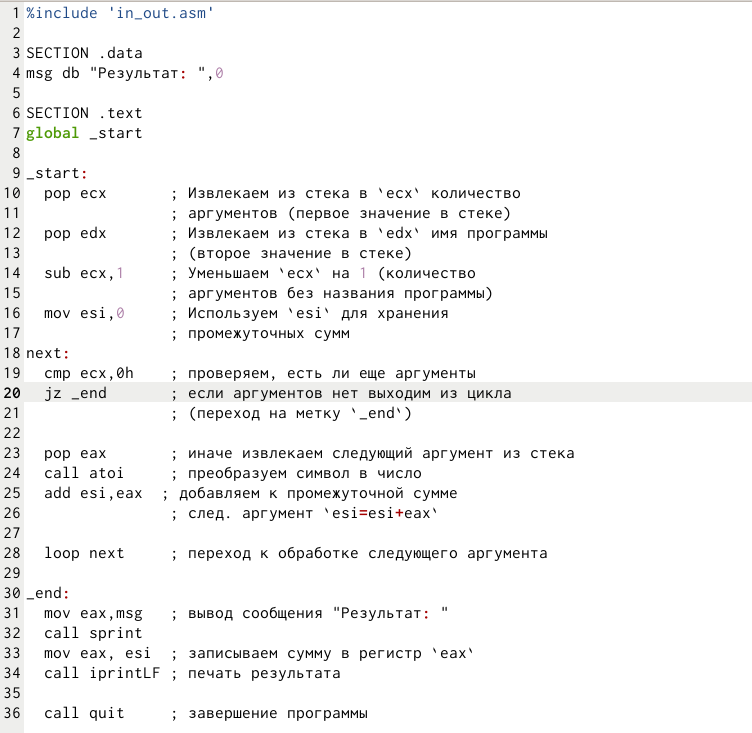 1 %include 'in_out.asm'
2
3 SECTION .data
4 msg db "Результат: ",0
5
6 SECTION .text
7 global _start
8
9 _start:
10   pop ecx       ; Извлекаем из стека в `ecx` количество
11                 ; аргументов (первое значение в стеке)
12   pop edx       ; Извлекаем из стека в `edx` имя программы
13                 ; (второе значение в стеке)
14   sub ecx,1     ; Уменьшаем `ecx` на 1 (количество
15                 ; аргументов без названия программы)
16   mov esi,0     ; Используем `esi` для хранения
17                 ; промежуточных сумм
18 next:
19   cmp ecx,0h    ; проверяем, есть ли еще аргументы
20   jz _end       ; если аргументов нет выходим из цикла
21                 ; (переход на метку `_end`)
22
23   pop eax       ; иначе извлекаем следующий аргумент из стека
24   call atoi     ; преобразуем символ в число
25   add esi,eax  ; добавляем к промежуточной сумме
26                 ; след. аргумент `esi=esi+eax`
27
28   loop next     ; переход к обработке следующего аргумента
29
30 _end:
31   mov eax,msg   ; вывод сообщения "Результат: "
32   call sprint
33   mov eax, esi  ; записываем сумму в регистр `eax`
34   call iprintLF ; печать результата
35
36   call quit     ; завершение программы